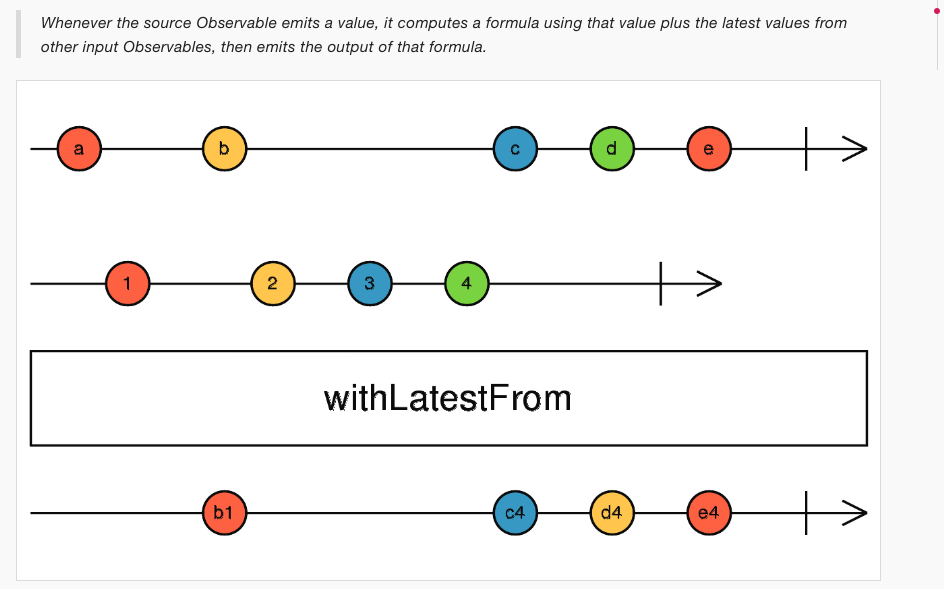 Whenever the source Observable emits a value, it computes a formula using that value plus the latest values from
other input Observables, then emits the output of that formula.
a b c d e
1 2 3 4
withLatestFrom
b1 c4 d4 e4